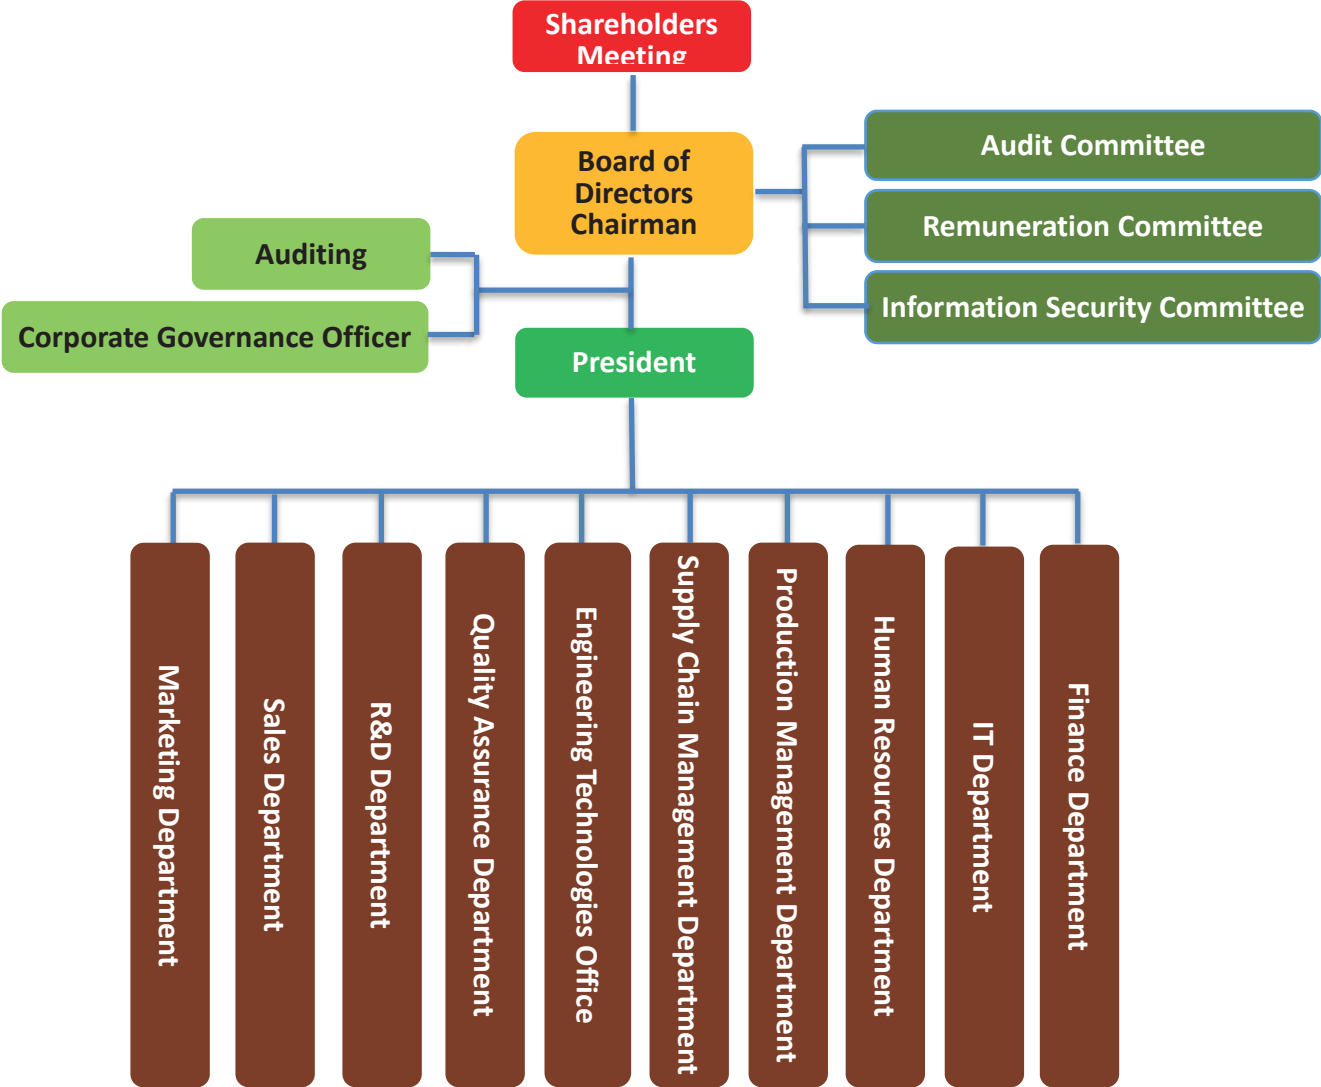 Shareholders
Meeting
Board of
Directors
Chairman
Audit Committee
Remuneration Committee
Information Security Committee
Auditing
Corporate Governance Officer
President
Marketing Department
Sales Department
R&D Department
Quality Assurance Department
Engineering Technologies Office
Supply Chain Management Department
Production Management Department
Human Resources Department
IT Department
Finance Department